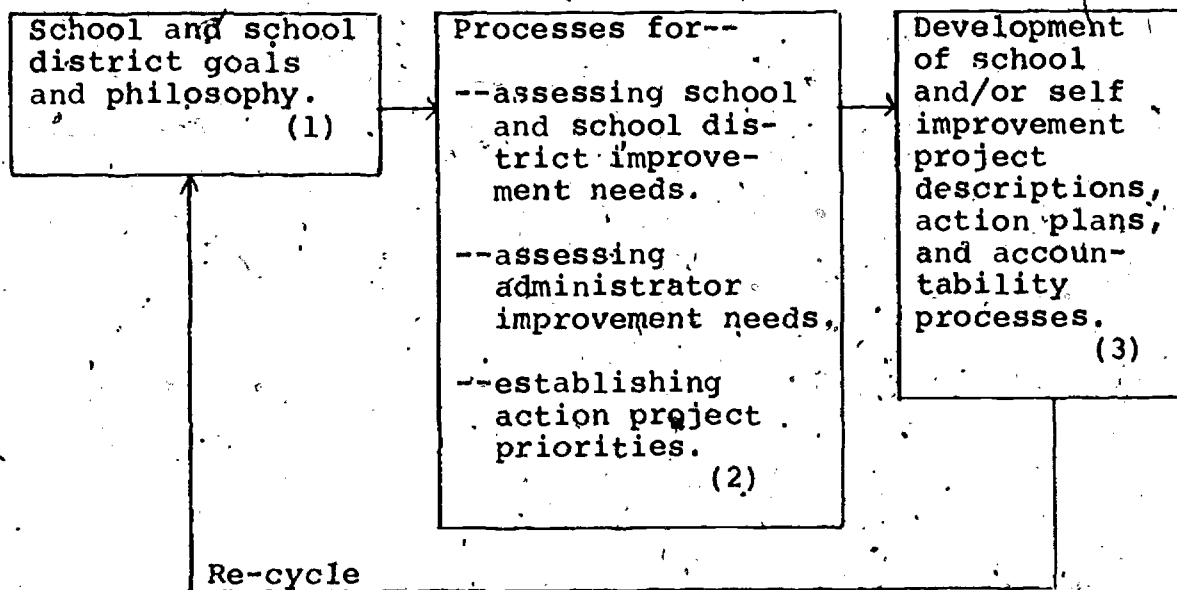 School and school
district goals
and philosophy.
(1)
Processes for--
--assessing school
and school dis-
trict improve-
ment needs.
--assessing
administrator
improvement needs.
--establishing
action project
priorities.
(2)
Development
of school
and/or self
improvement
project
descriptions,
action plans,
and accoun-
tability
processes.
(3)
Re-cycle